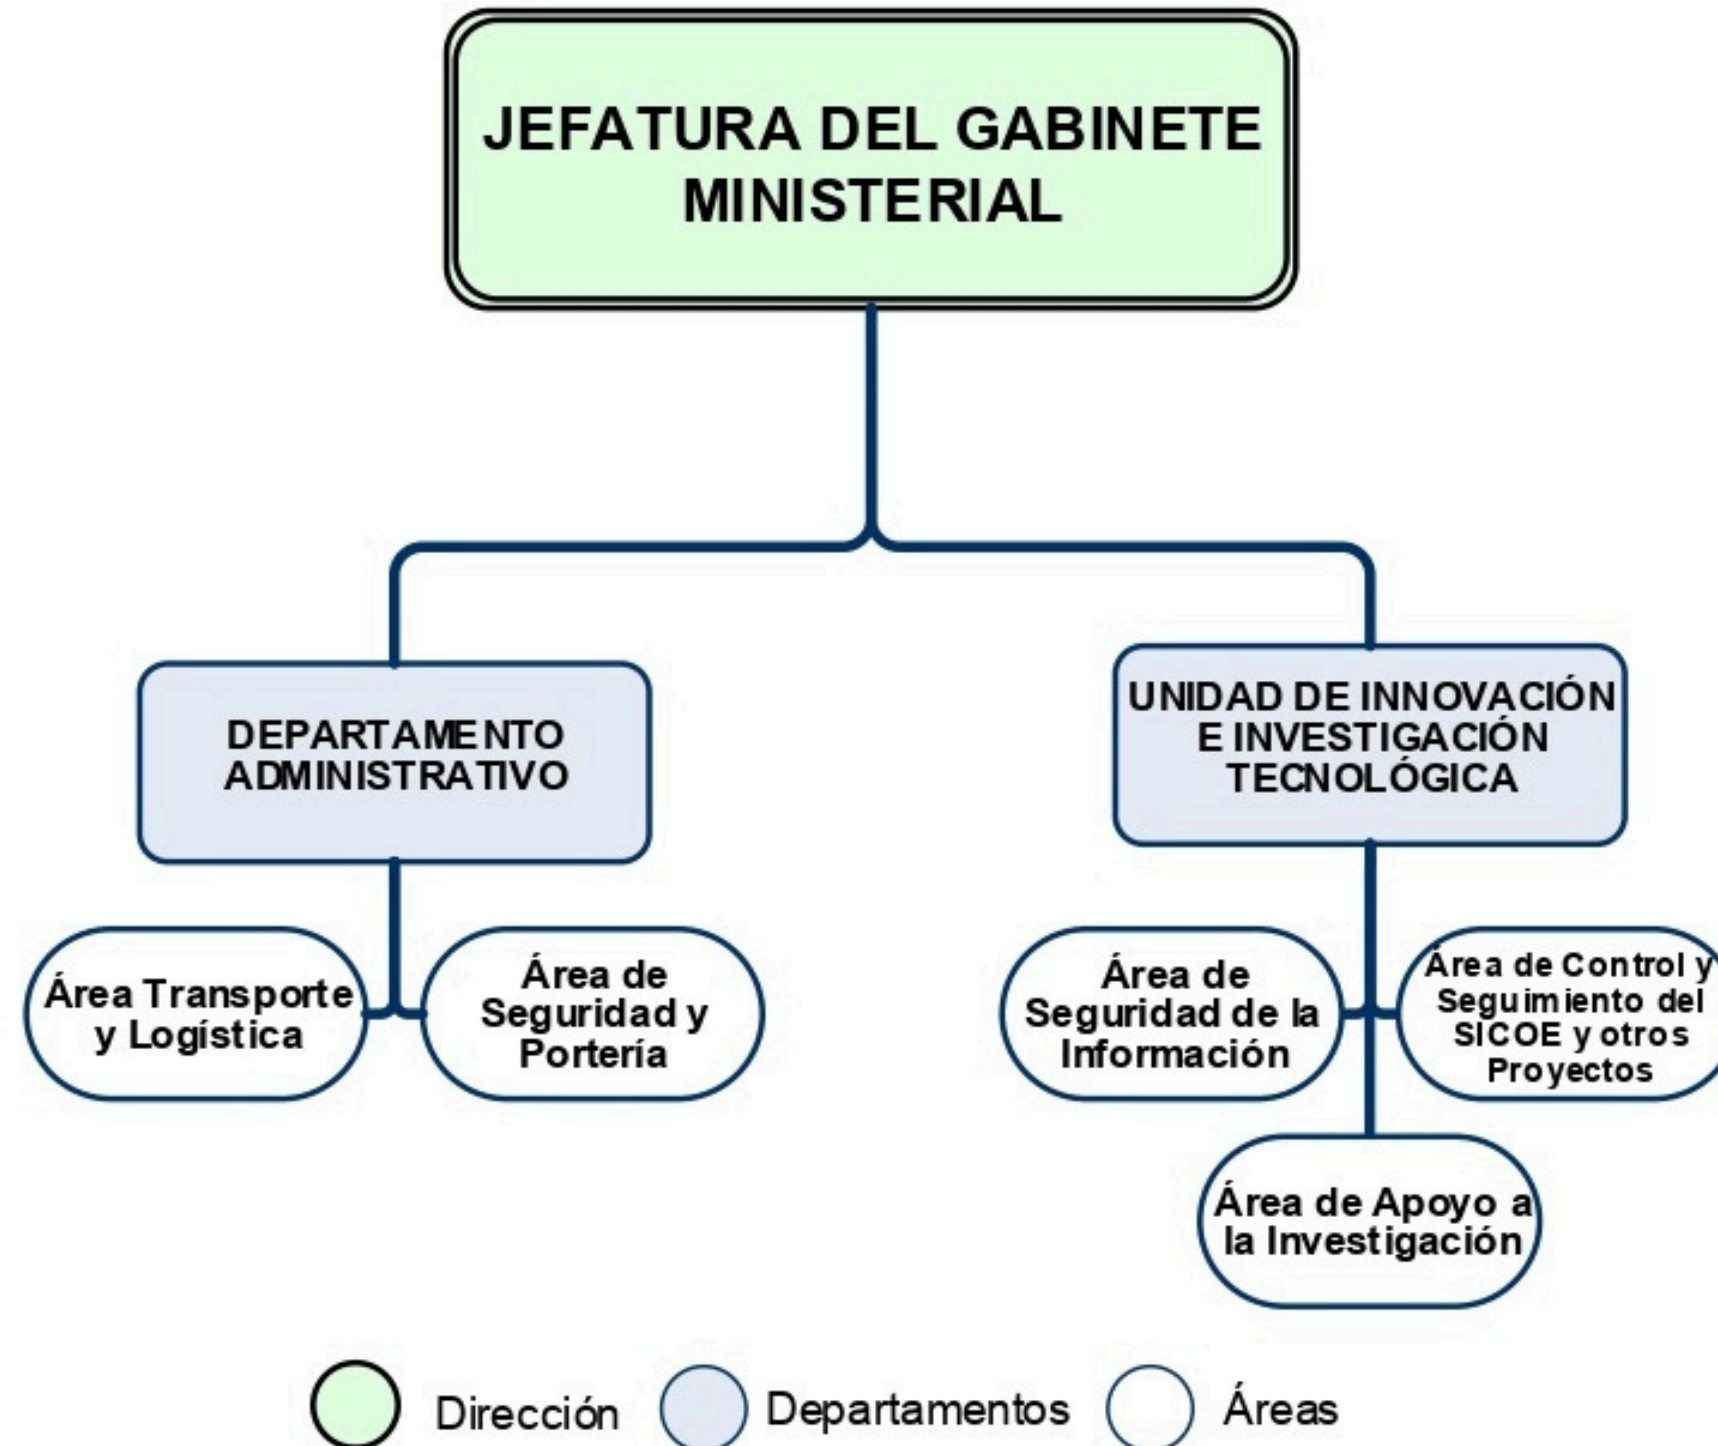 JEFATURA DEL GABINETE
MINISTERIAL
DEPARTAMENTO
ADMINISTRATIVO
UNIDAD DE INNOVACIÓN
E INVESTIGACIÓN
TECNOLÓGICA
Área Transporte
y Logística
Área de
Seguridad y
Portería
Área de
Seguridad de la
Información
Área de Control y
Seguimiento del
SICOE y otros
Proyectos
Área de Apoyo a
la Investigación
Dirección
Departamentos
Áreas